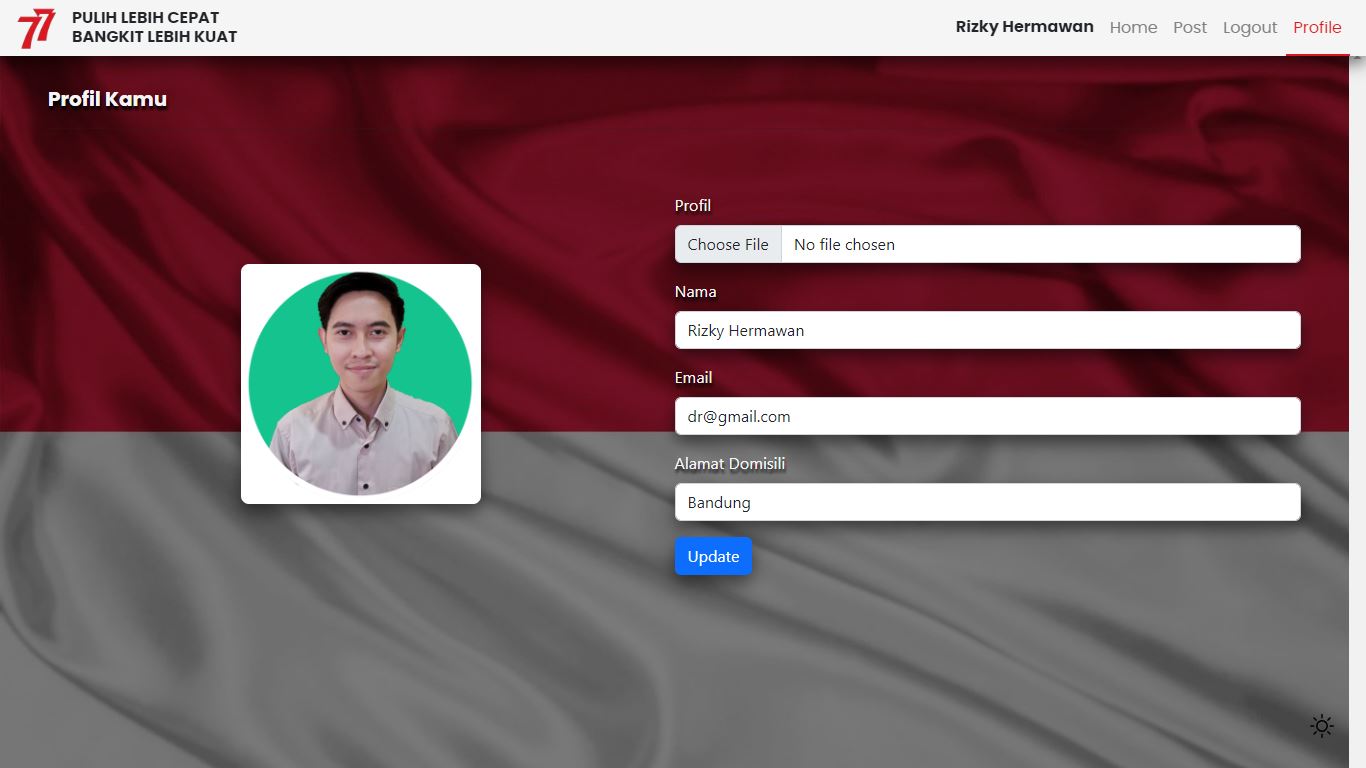 77
PULIH LEBIH CEPAT
BANGKIT LEBIH KUAT
Rizky Hermawan Home Post Logout Profile
Profil Kamu
Profil
Choose File No file chosen
Nama
Rizky Hermawan
Email
dr@gmail.com
Alamat Domisili
Bandung
Update